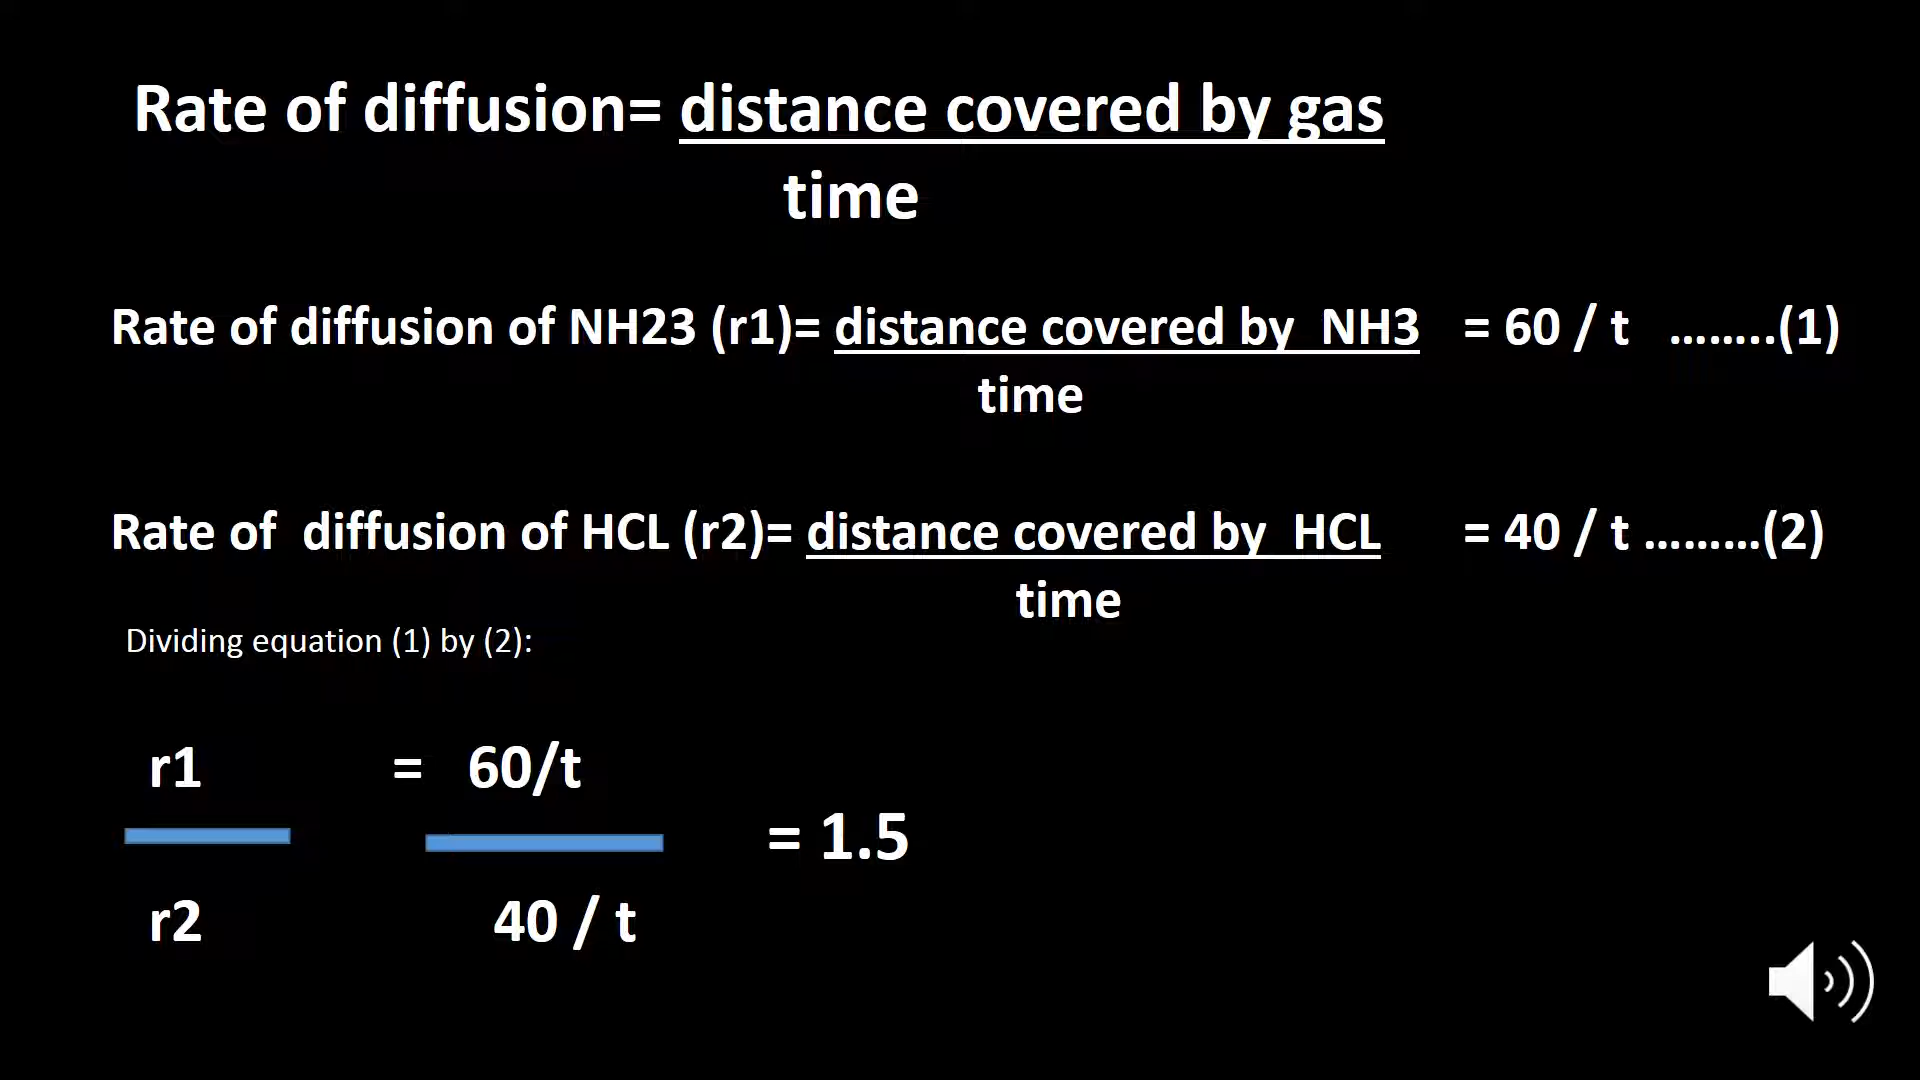 Rate of diffusion= distance covered by gas
time
Rate of diffusion of NH23 (r1)= distance covered by NH3 = 60 / t ........(1)
time
Rate of diffusion of HCL (r2)= distance covered by HCL = 40 / t .........(2)
time
Dividing equation (1) by (2):
r1 = 60/t
= 1.5
r2 40 / t